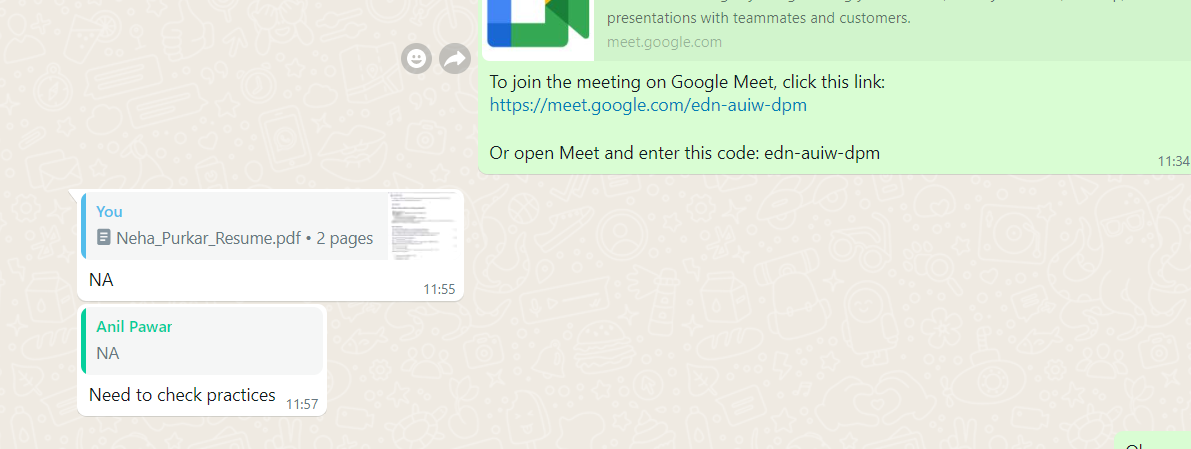 presentations with teammates and customers.
meet.google.com
To join the meeting on Google Meet, click this link:
https://meet.google.com/edn-auiw-dpm
Or open Meet and enter this code: edn-auiw-dpm
11:34
You
Neha_Purkar_Resume.pdf • 2 pages
NA
11:55
Anil Pawar
NA
Need to check practices
11:57